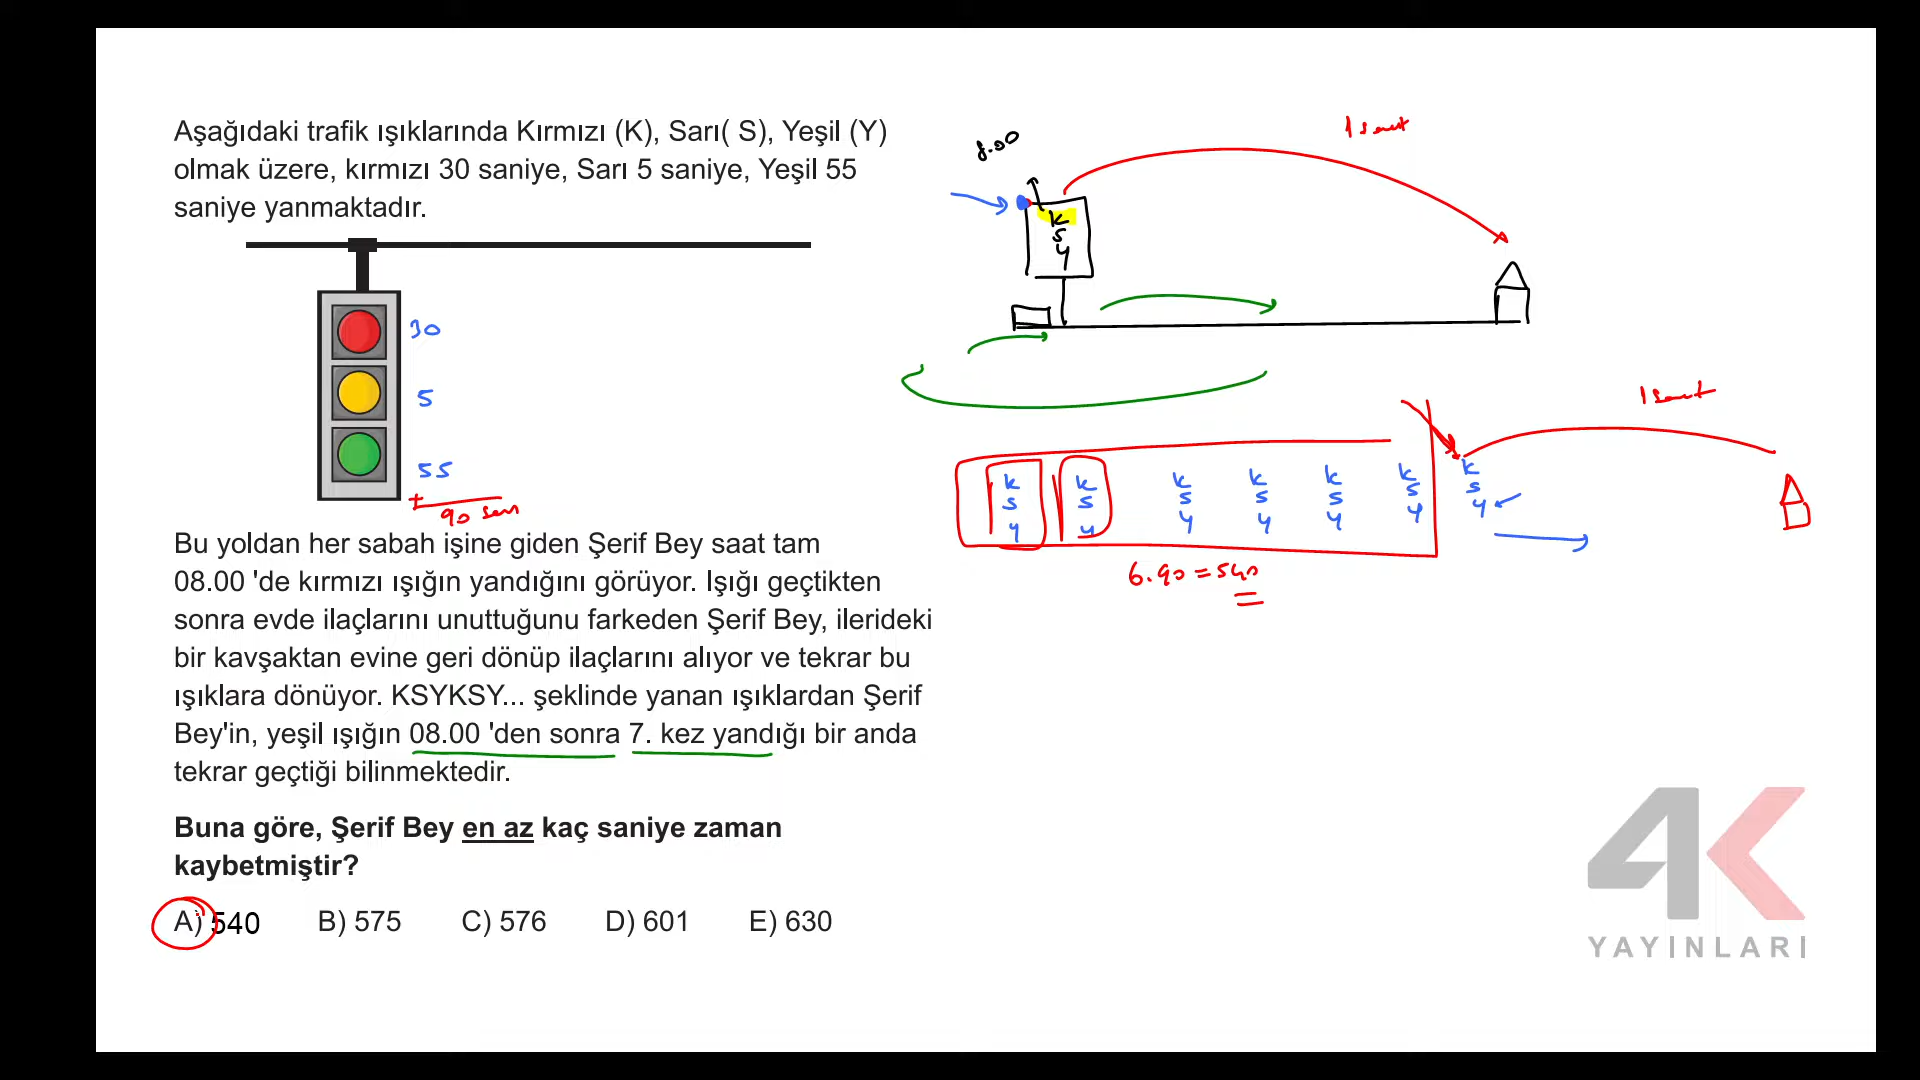 Aşağıdaki trafik ışıklarında Kırmızı (K), Sarı( S), Yeşil (Y)
olmak üzere, kırmızı 30 saniye, Sarı 5 saniye, Yeşil 55
saniye yanmaktadır.
30
5
55
+
90 san
Bu yoldan her sabah işine giden Şerif Bey saat tam
08.00 'de kırmızı ışığın yandığını görüyor. Işığı geçtikten
sonra evde ilaçlarını unuttuğunu farkeden Şerif Bey, ilerideki
bir kavşaktan evine geri dönüp ilaçlarını alıyor ve tekrar bu
ışıklara dönüyor. KSYKSY... şeklinde yanan ışıklardan Şerif
Bey'in, yeşil ışığın 08.00 'den sonra 7. kez yandığı bir anda
tekrar geçtiği bilinmektedir.
Buna göre, Şerif Bey en az kaç saniye zaman
kaybetmiştir?
A) 540 B) 575 C) 576 D) 601 E) 630
8.00
1 saat
K
S
Y
1 saat
K K K K K K K
S S S S S S S
Y Y Y Y Y Y Y
6.90 = 540
4K
YAYINLARI